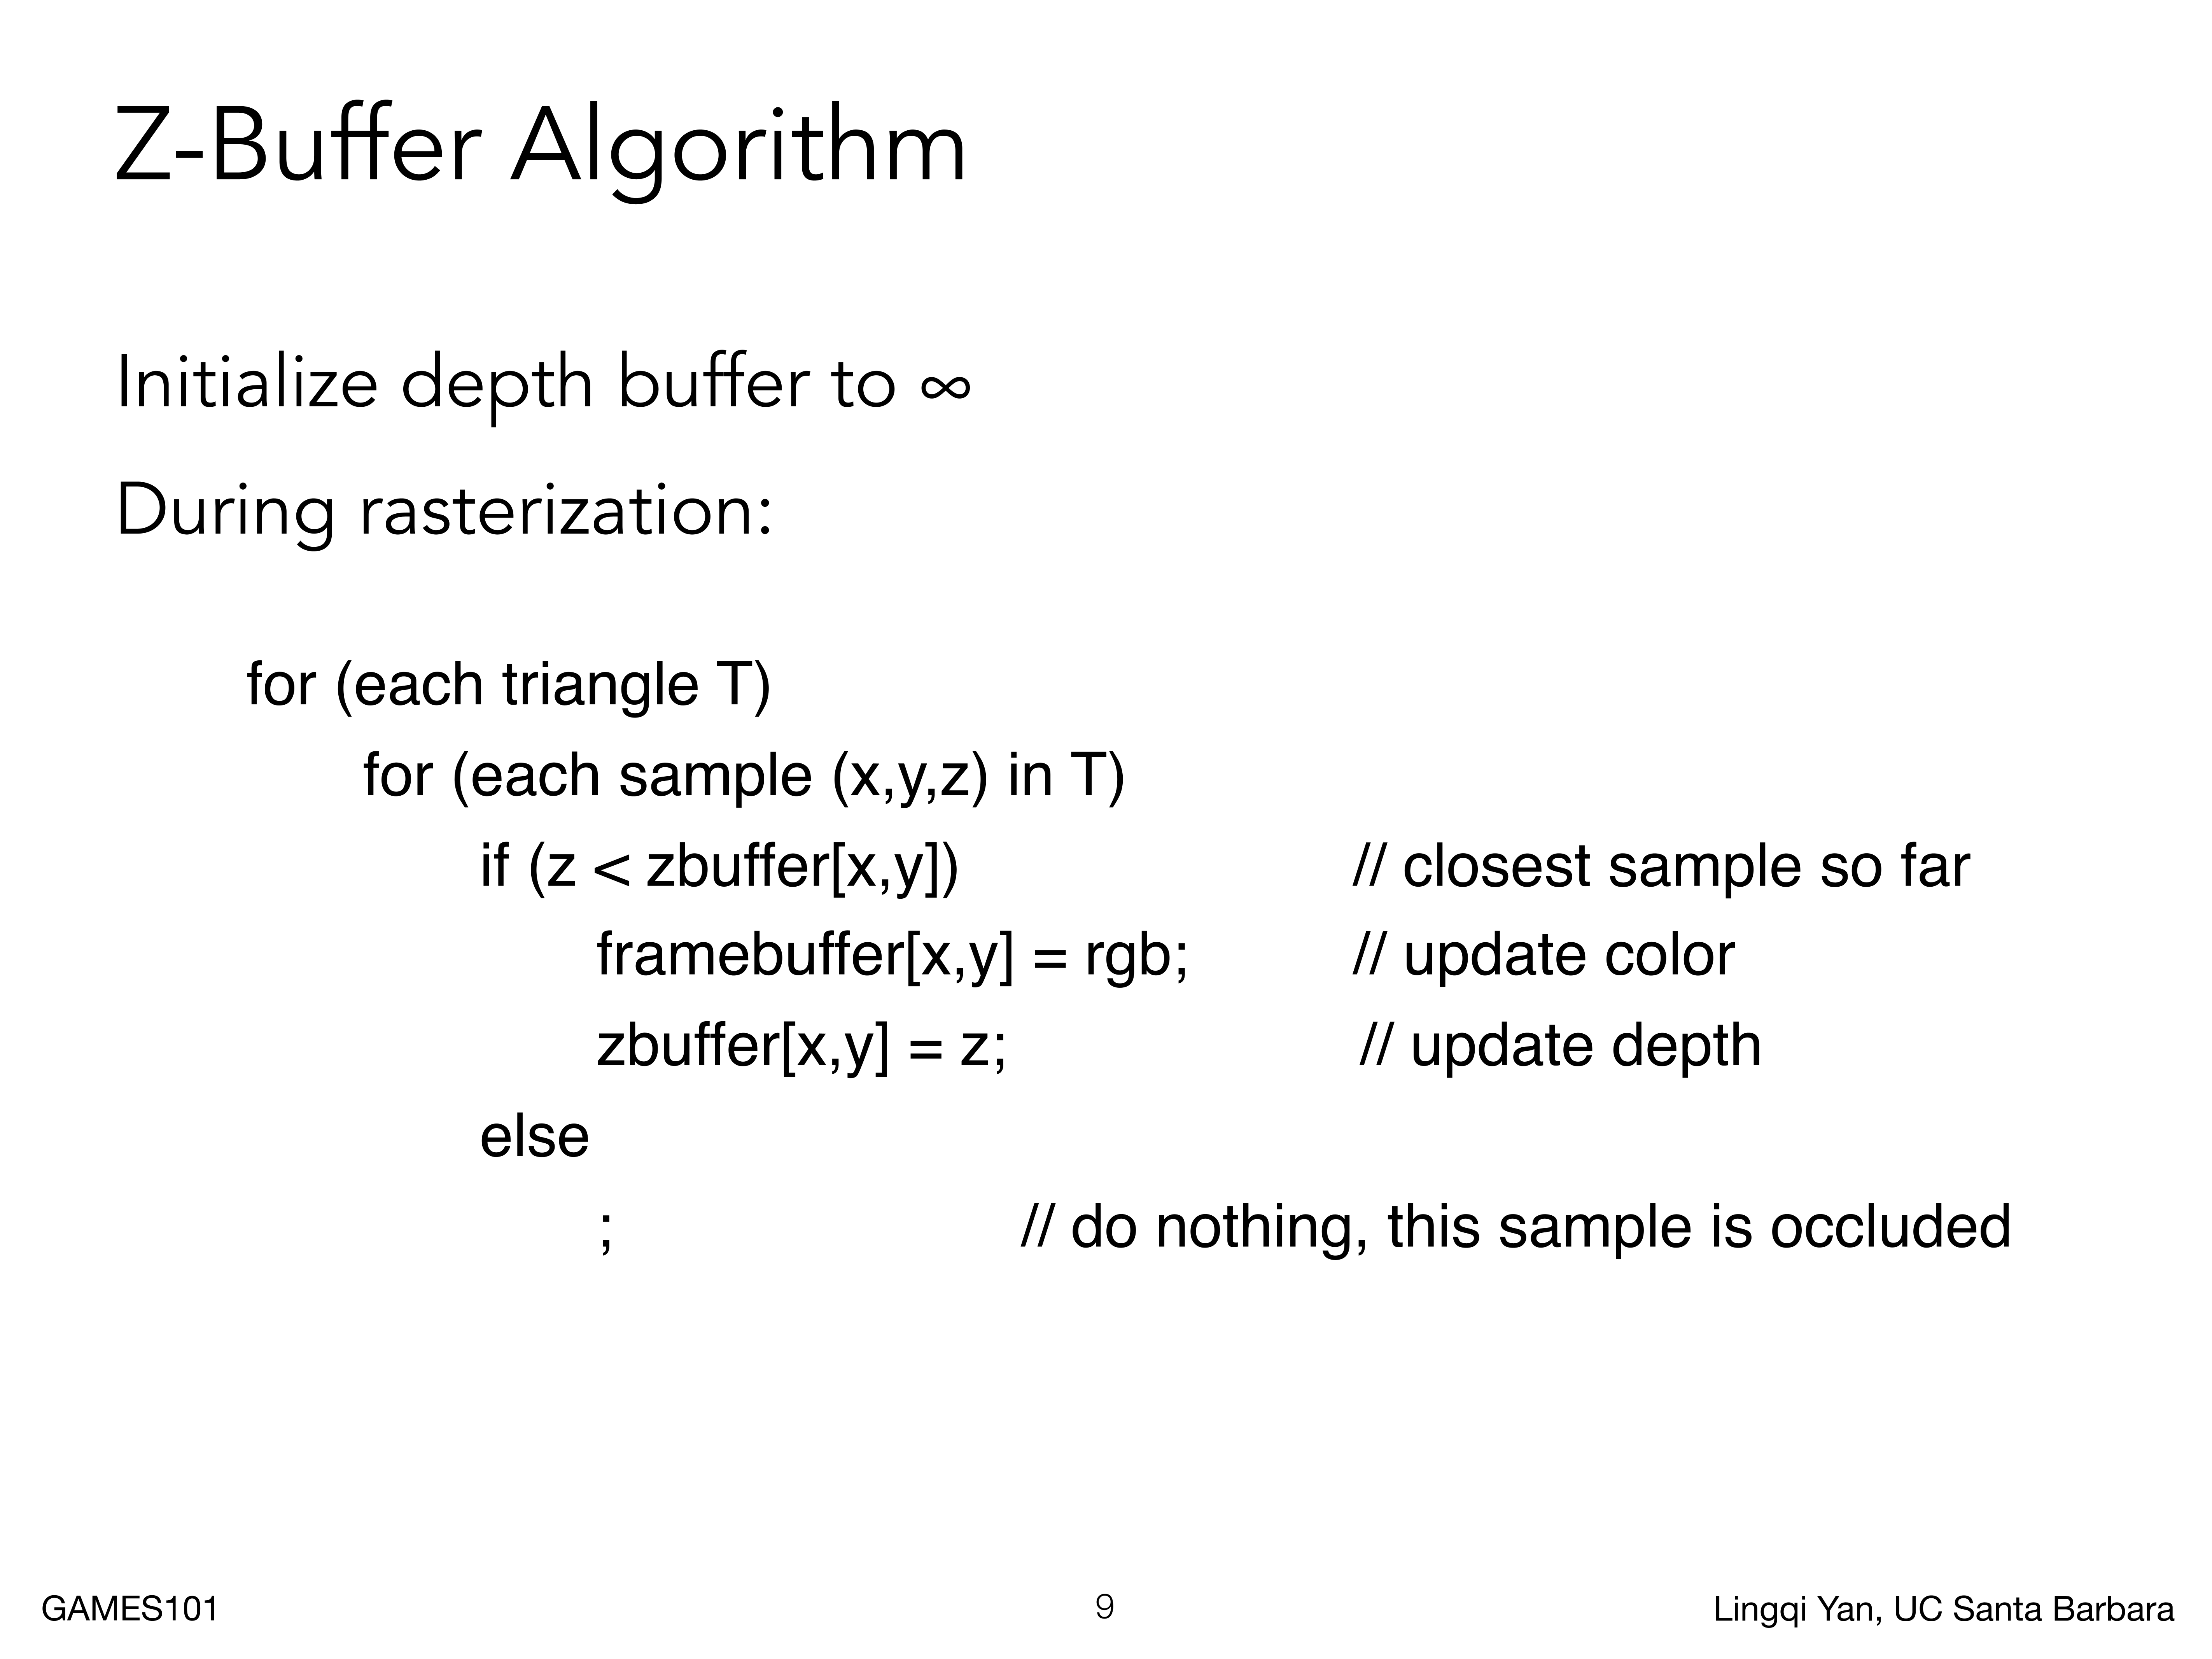 Z-Buffer Algorithm
Initialize depth buffer to ∞
During rasterization:
for (each triangle T)
for (each sample (x,y,z) in T)
if (z < zbuffer[x,y]) // closest sample so far
framebuffer[x,y] = rgb; // update color
zbuffer[x,y] = z; // update depth
else
; // do nothing, this sample is occluded
GAMES101 9 Lingqi Yan, UC Santa Barbara